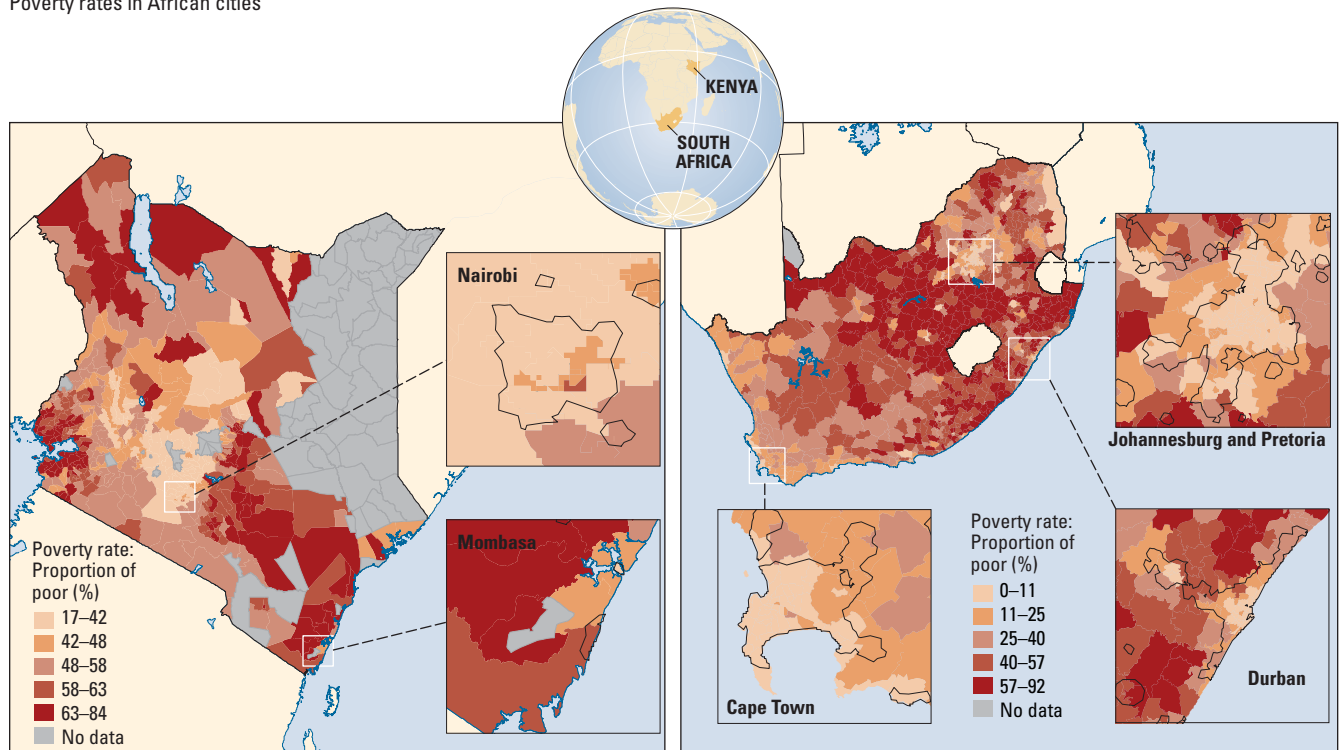 Poverty rates in African cities
KENYA
SOUTH
AFRICA
Nairobi
Mombasa
Poverty rate:
Proportion of
poor (%)
17–42
42–48
48–58
58–63
63–84
No data
Johannesburg and Pretoria
Cape Town
Poverty rate:
Proportion of
poor (%)
0–11
11–25
25–40
40–57
57–92
No data
Durban